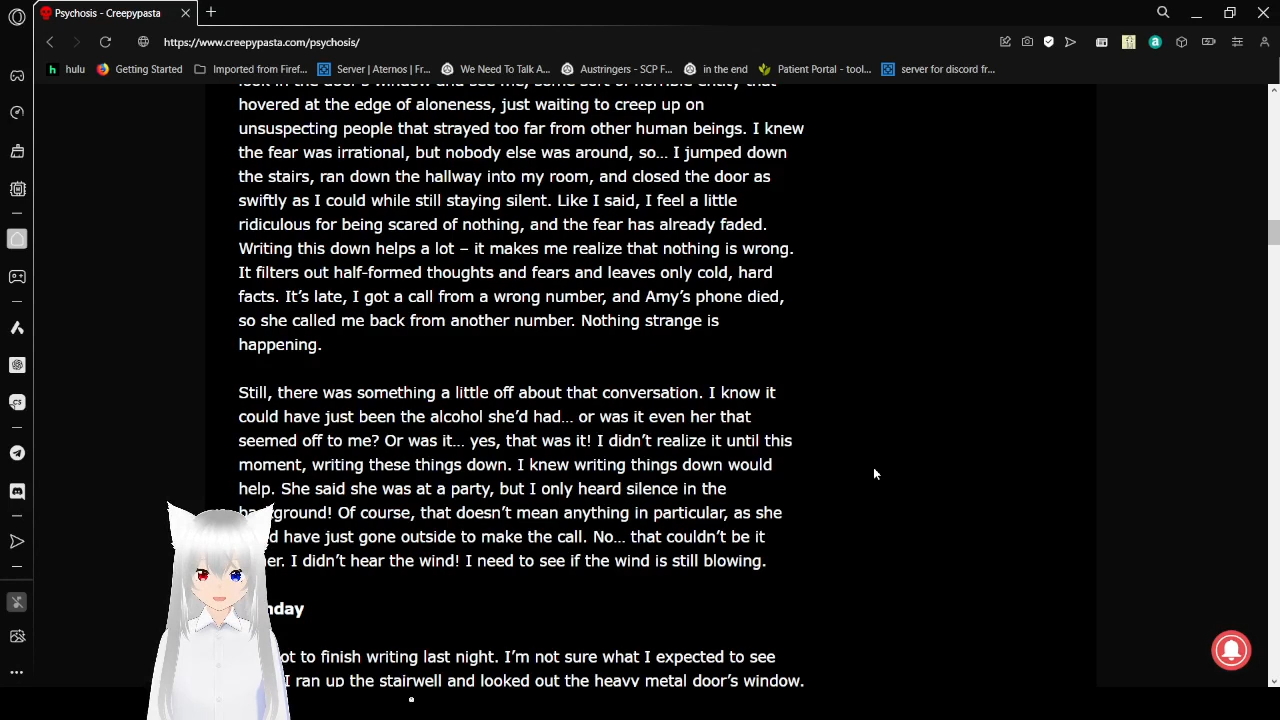 Psychosis - Creepypasta
https://www.creepypasta.com/psychosis/
hulu
Getting Started
Imported from Firef...
Server | Aternos | Fr...
We Need To Talk A...
Austringers - SCP F...
in the end
Patient Portal - tool...
server for discord fr...
hovered at the edge of aloneness, just waiting to creep up on
unsuspecting people that strayed too far from other human beings. I knew
the fear was irrational, but nobody else was around, so... I jumped down
the stairs, ran down the hallway into my room, and closed the door as
swiftly as I could while still staying silent. Like I said, I feel a little
ridiculous for being scared of nothing, and the fear has already faded.
Writing this down helps a lot – it makes me realize that nothing is wrong.
It filters out half-formed thoughts and fears and leaves only cold, hard
facts. It's late, I got a call from a wrong number, and Amy's phone died,
so she called me back from another number. Nothing strange is
happening.
Still, there was something a little off about that conversation. I know it
could have just been the alcohol she'd had... or was it even her that
seemed off to me? Or was it... yes, that was it! I didn't realize it until this
moment, writing these things down. I knew writing things down would
help. She said she was at a party, but I only heard silence in the
ground! Of course, that doesn't mean anything in particular, as she
have just gone outside to make the call. No... that couldn't be it
er. I didn't hear the wind! I need to see if the wind is still blowing.
day
ot to finish writing last night. I'm not sure what I expected to see
I ran up the stairwell and looked out the heavy metal door's window.